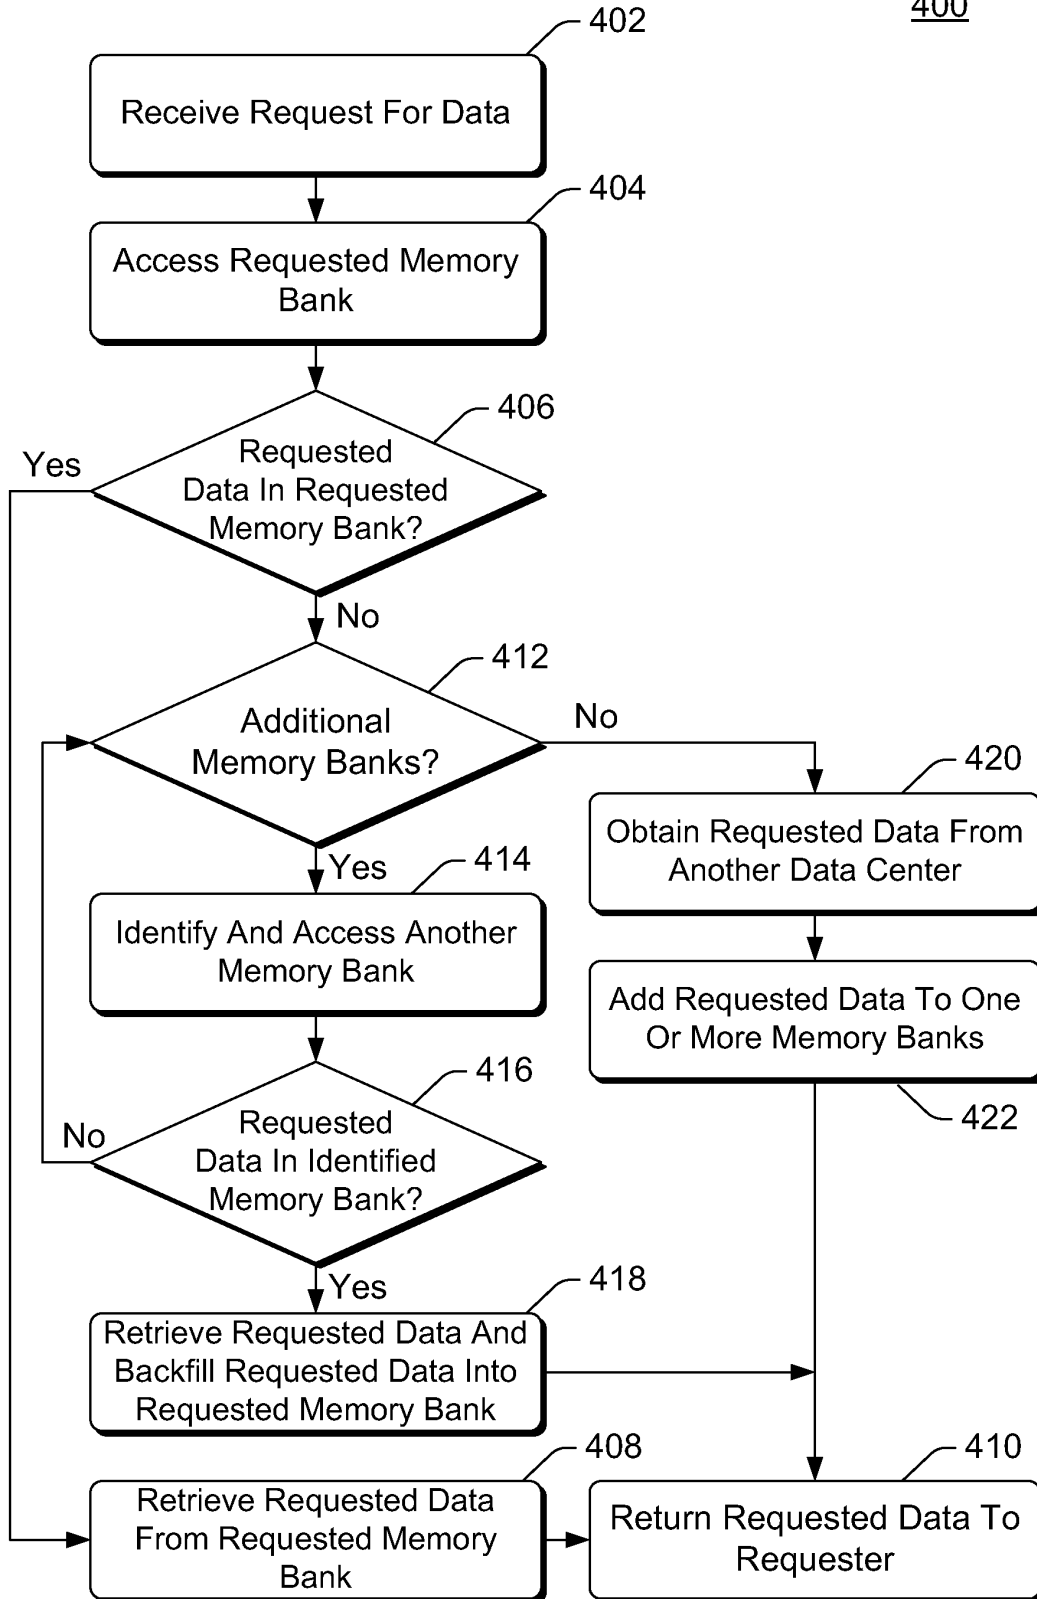 400
402
Receive Request For Data
404
Access Requested Memory
Bank
406
Requested
Data In Requested
Memory Bank?
Yes
No
412
Additional
Memory Banks?
No
Yes
420
Obtain Requested Data From
Another Data Center
414
Identify And Access Another
Memory Bank
Add Requested Data To One
Or More Memory Banks
422
416
Requested
Data In Identified
Memory Bank?
No
Yes
418
Retrieve Requested Data And
Backfill Requested Data Into
Requested Memory Bank
408
Retrieve Requested Data
From Requested Memory
Bank
410
Return Requested Data To
Requester